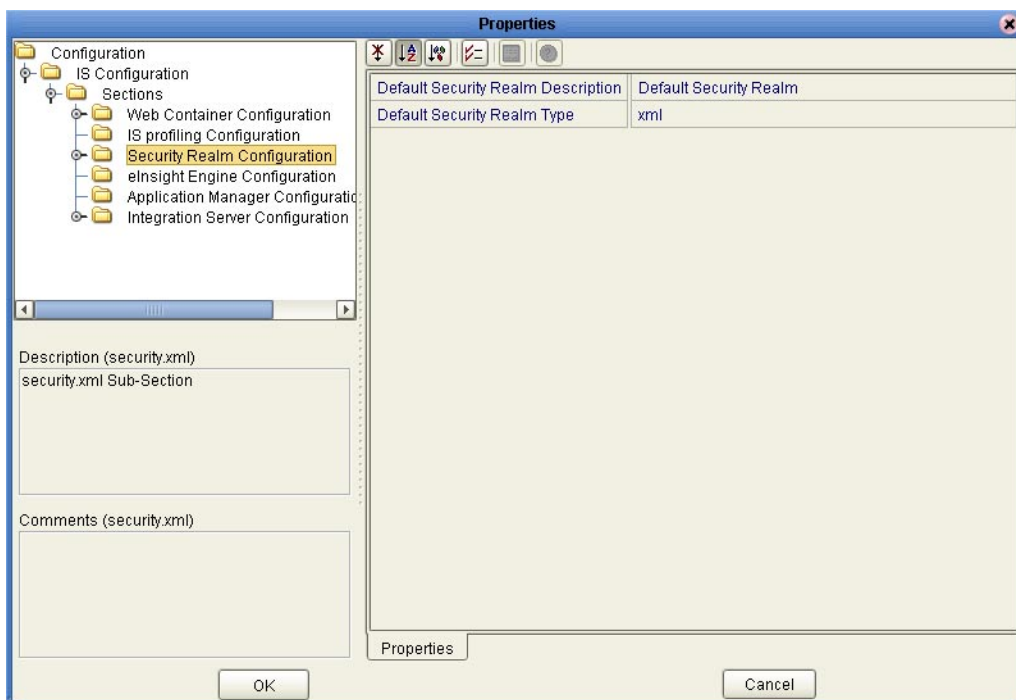 Properties
Configuration
IS Configuration
Sections
Web Container Configuration
IS profiling Configuration
Security Realm Configuration
eInsight Engine Configuration
Application Manager Configuratic
Integration Server Configuration
Description (security.xml)
security.xml Sub-Section
Comments (security.xml)
Default Security Realm Description Default Security Realm
Default Security Realm Type xml
Properties
OK Cancel